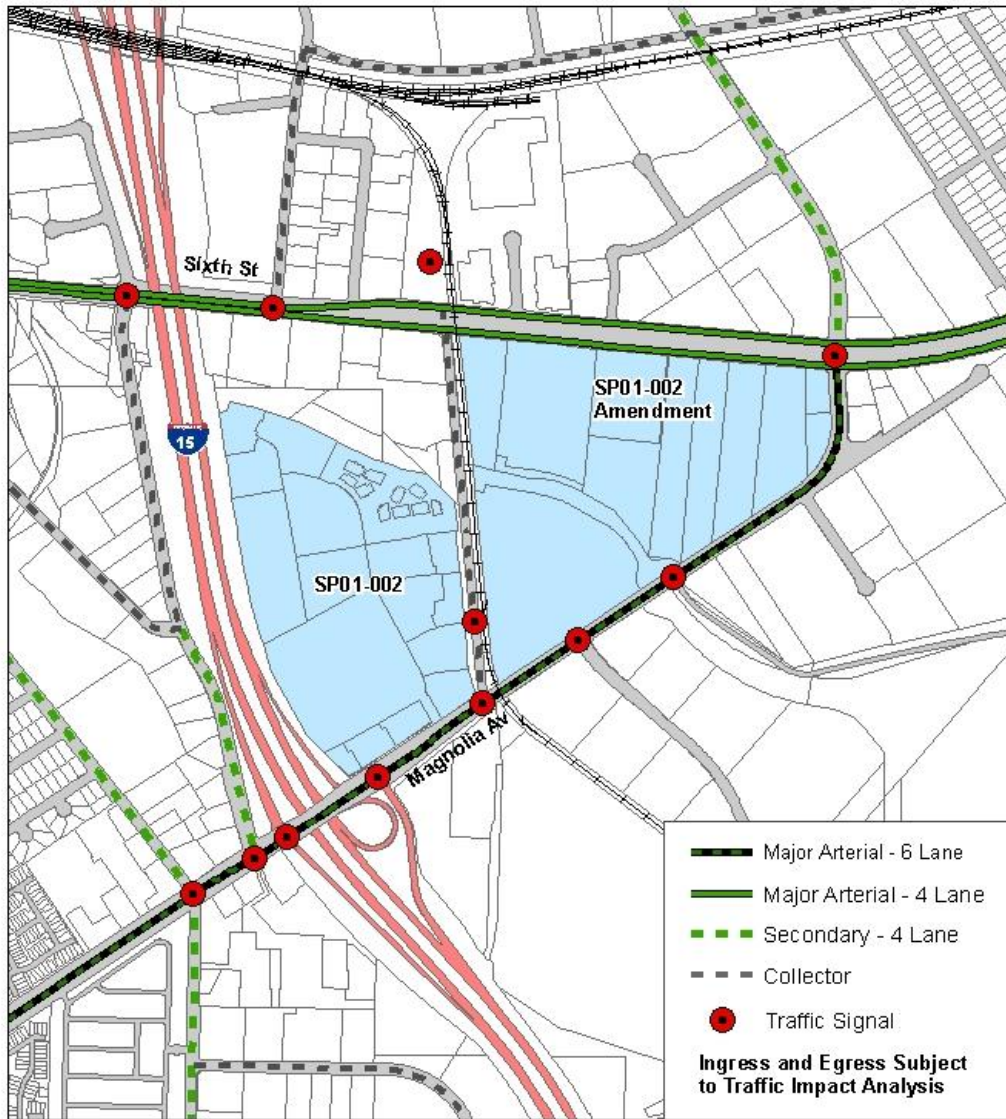 Sixth St
SP01-002
Amendment
15
SP01-002
Magnolia Av
Major Arterial - 6 Lane
Major Arterial - 4 Lane
Secondary - 4 Lane
Collector
Traffic Signal
Ingress and Egress Subject
to Traffic Impact Analysis